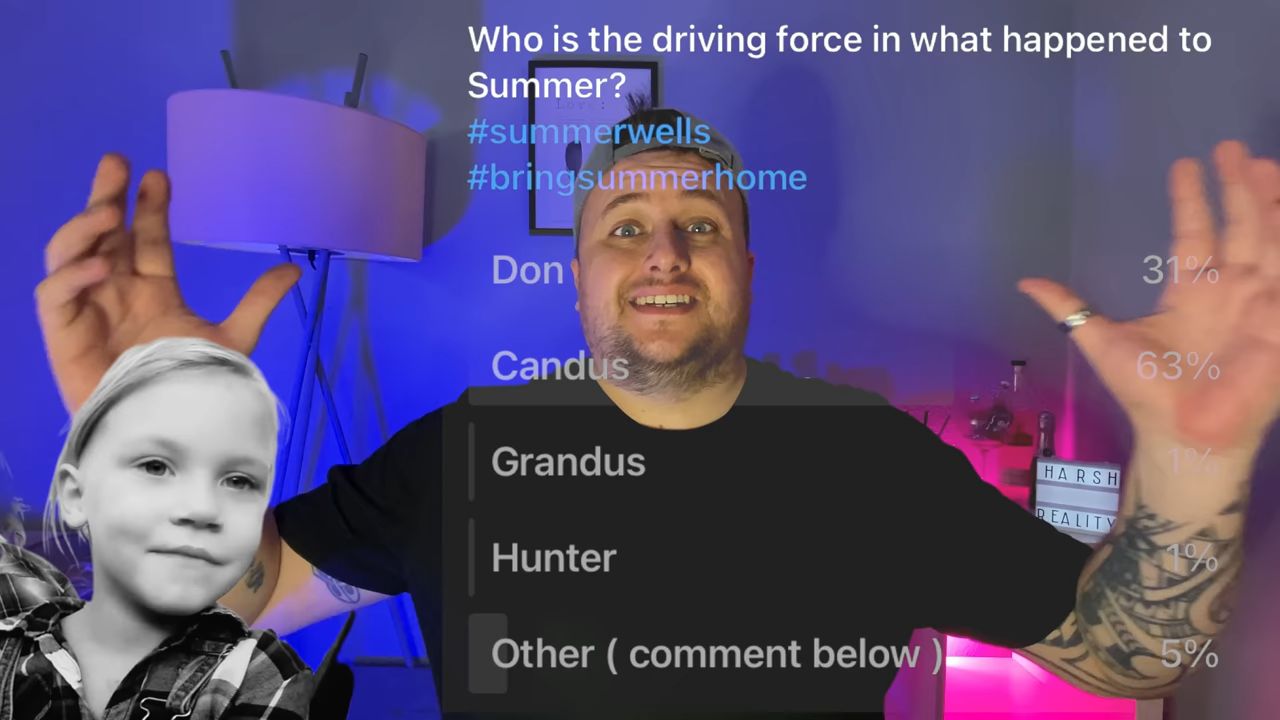 Who is the driving force in what happened to
Summer?
#summerwells
#bringsummerhome
Don 31%
Candus 63%
Grandus 1%
Hunter 1%
Other ( comment below ) 5%
HARSH
REALITY